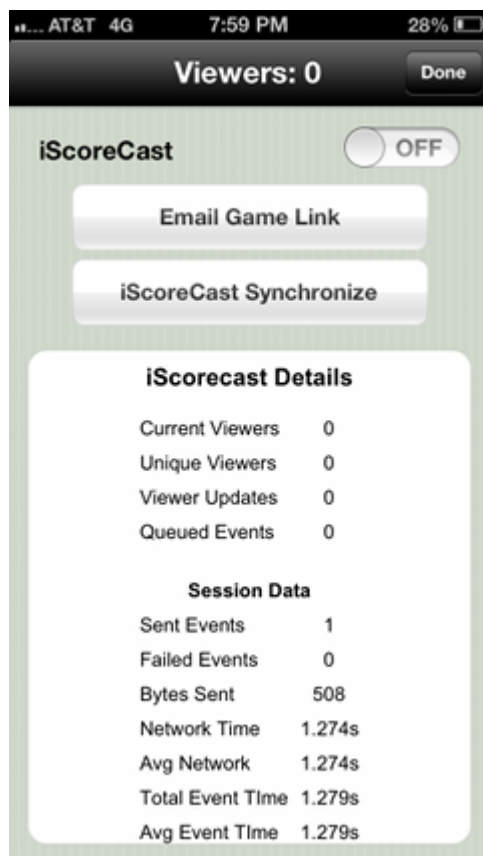 ... AT&T 4G 7:59 PM 28%
Viewers: 0 Done
iScoreCast OFF
Email Game Link
iScoreCast Synchronize
iScorecast Details
Current Viewers 0
Unique Viewers 0
Viewer Updates 0
Queued Events 0
Session Data
Sent Events 1
Failed Events 0
Bytes Sent 508
Network Time 1.274s
Avg Network 1.274s
Total Event TIme 1.279s
Avg Event TIme 1.279s